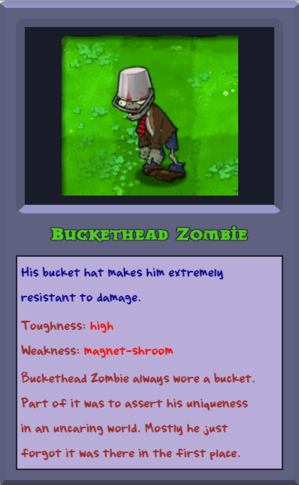 Buckethead Zombie
His bucket hat makes him extremely
resistant to damage.
Toughness: high
Weakness: magnet-shroom
Buckethead Zombie always wore a bucket.
Part of it was to assert his uniqueness
in an uncaring world. Mostly he just
forgot it was there in the first place.